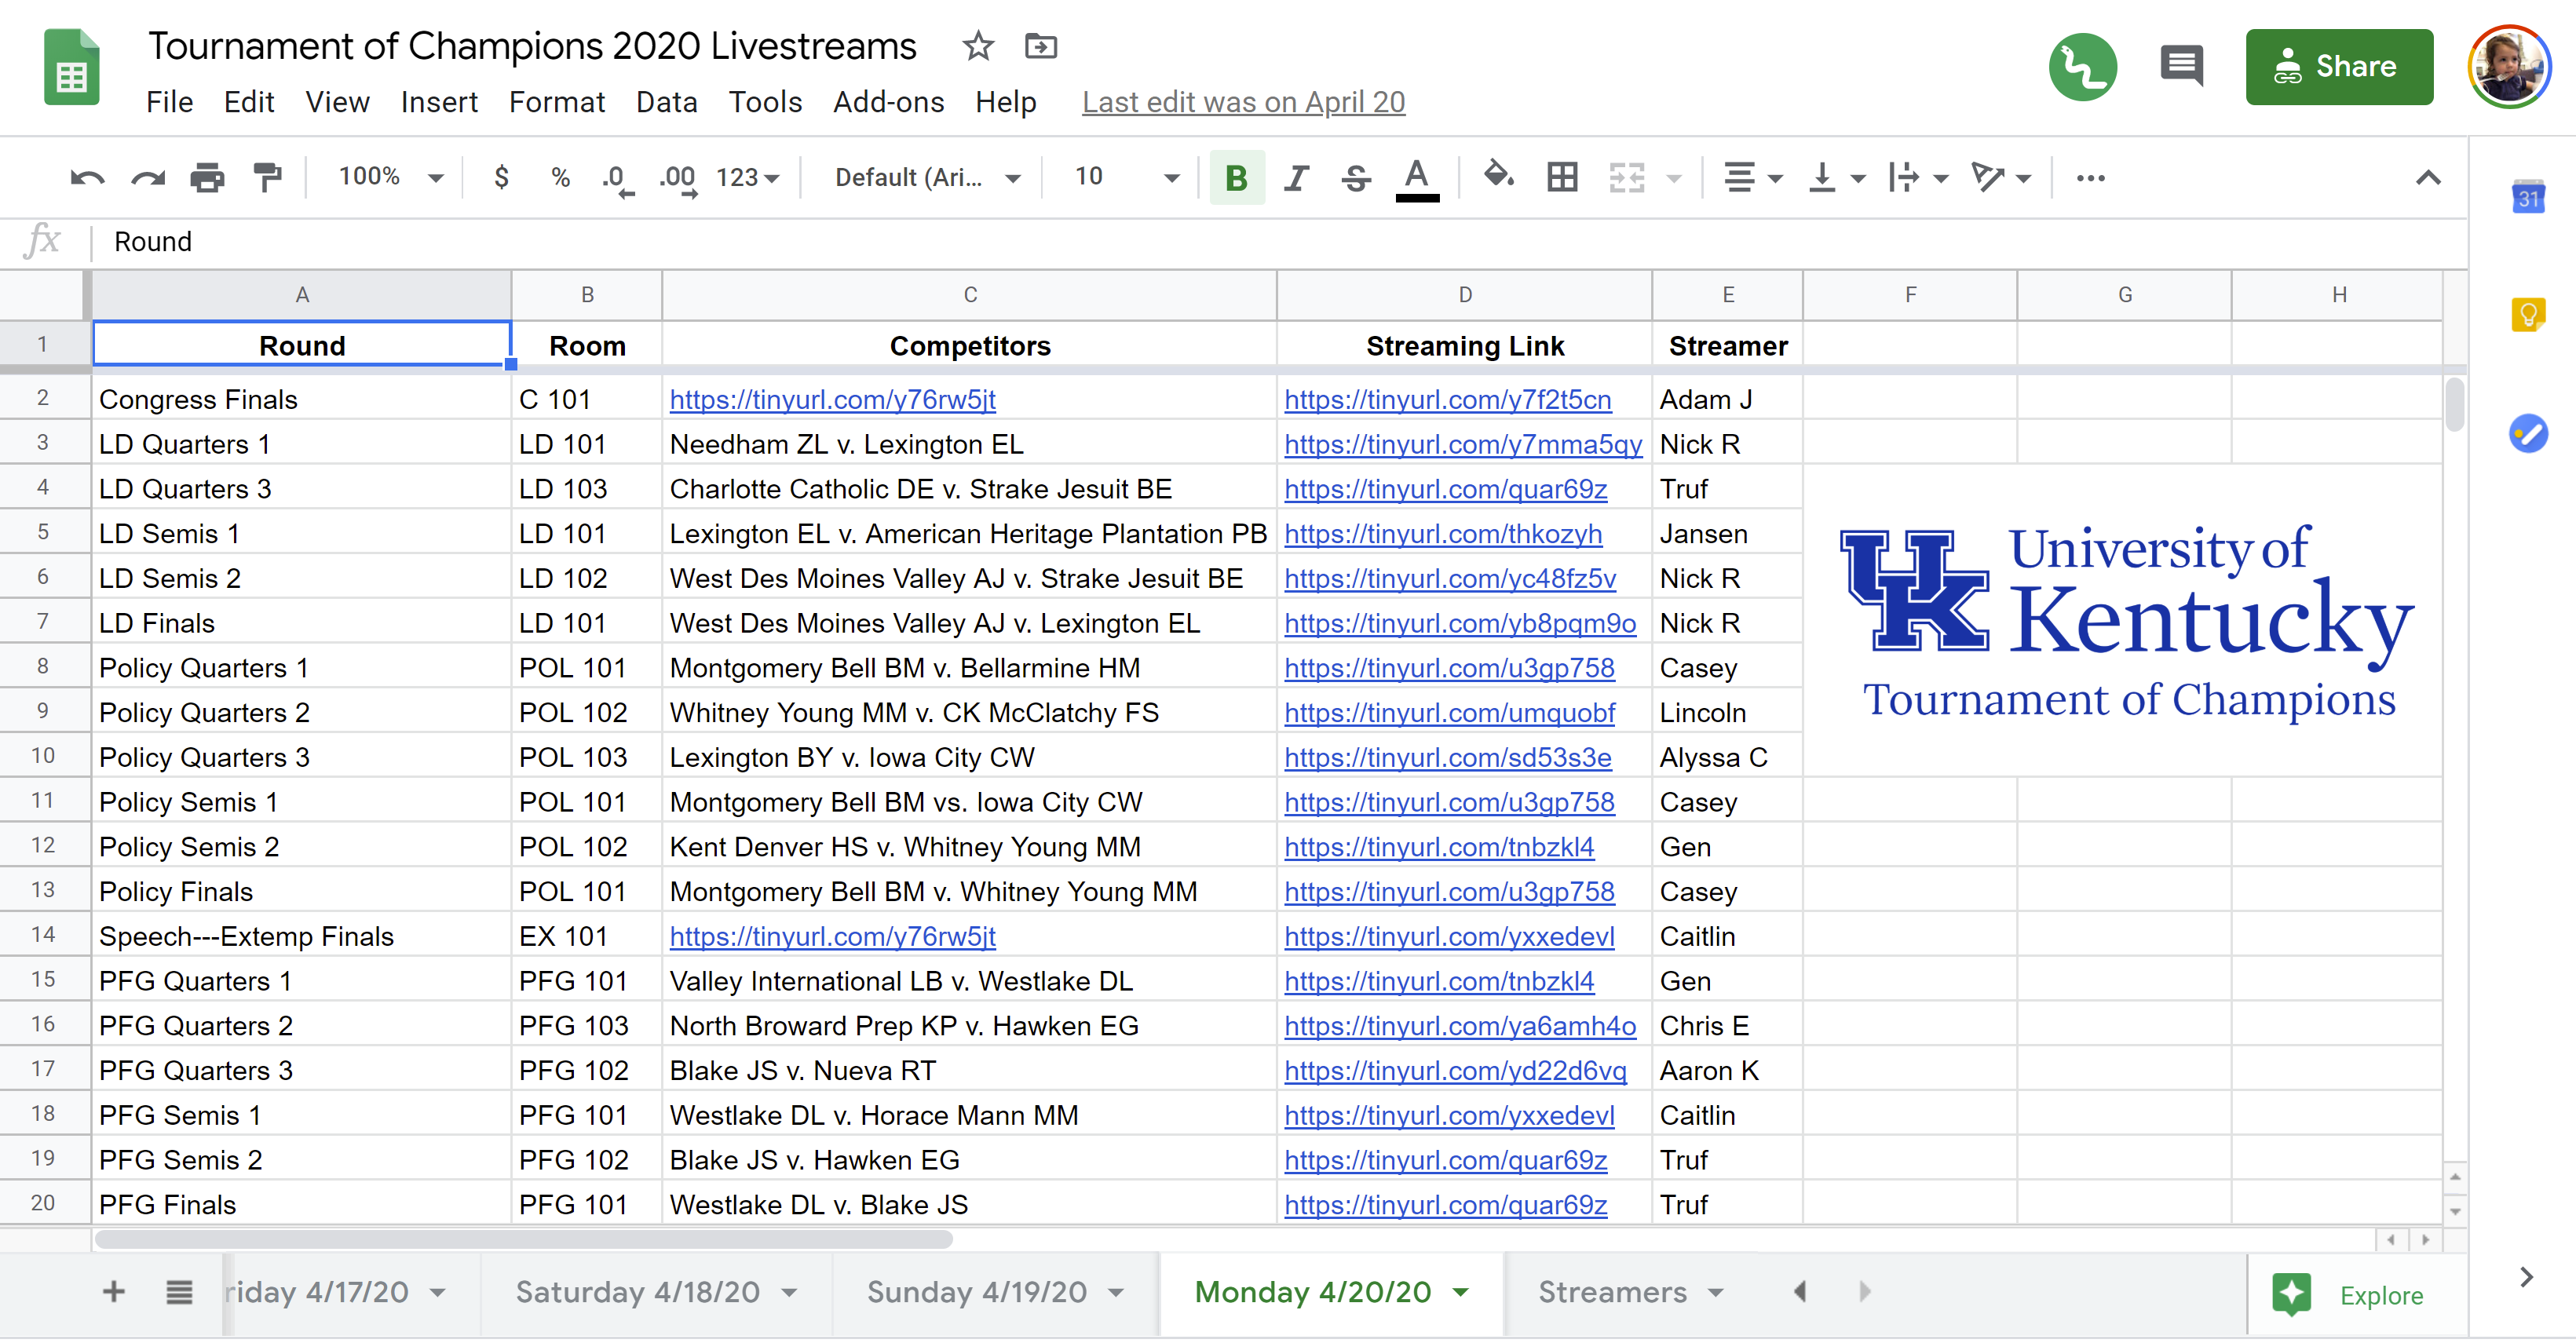 Tournament of Champions 2020 Livestreams
File Edit View Insert Format Data Tools Add-ons Help Last edit was on April 20
Share
100% $ % .0 .00 123 Default (Ari... 10 B I S A ...
31
fx Round
A B C D E F G H
1 Round Room Competitors Streaming Link Streamer
2 Congress Finals C 101 https://tinyurl.com/y76rw5jt https://tinyurl.com/y7f2t5cn Adam J
3 LD Quarters 1 LD 101 Needham ZL v. Lexington EL https://tinyurl.com/y7mma5qy Nick R
4 LD Quarters 3 LD 103 Charlotte Catholic DE v. Strake Jesuit BE https://tinyurl.com/quar69z Truf
5 LD Semis 1 LD 101 Lexington EL v. American Heritage Plantation PB https://tinyurl.com/thkozyh Jansen
6 LD Semis 2 LD 102 West Des Moines Valley AJ v. Strake Jesuit BE https://tinyurl.com/yc48fz5v Nick R
7 LD Finals LD 101 West Des Moines Valley AJ v. Lexington EL https://tinyurl.com/yb8pqm9o Nick R
8 Policy Quarters 1 POL 101 Montgomery Bell BM v. Bellarmine HM https://tinyurl.com/u3gp758 Casey
9 Policy Quarters 2 POL 102 Whitney Young MM v. CK McClatchy FS https://tinyurl.com/umquobf Lincoln
10 Policy Quarters 3 POL 103 Lexington BY v. Iowa City CW https://tinyurl.com/sd53s3e Alyssa C
11 Policy Semis 1 POL 101 Montgomery Bell BM vs. Iowa City CW https://tinyurl.com/u3gp758 Casey
12 Policy Semis 2 POL 102 Kent Denver HS v. Whitney Young MM https://tinyurl.com/tnbzkl4 Gen
13 Policy Finals POL 101 Montgomery Bell BM v. Whitney Young MM https://tinyurl.com/u3gp758 Casey
14 Speech---Extemp Finals EX 101 https://tinyurl.com/y76rw5jt https://tinyurl.com/yxxedevl Caitlin
15 PFG Quarters 1 PFG 101 Valley International LB v. Westlake DL https://tinyurl.com/tnbzkl4 Gen
16 PFG Quarters 2 PFG 103 North Broward Prep KP v. Hawken EG https://tinyurl.com/ya6amh4o Chris E
17 PFG Quarters 3 PFG 102 Blake JS v. Nueva RT https://tinyurl.com/yd22d6vq Aaron K
18 PFG Semis 1 PFG 101 Westlake DL v. Horace Mann MM https://tinyurl.com/yxxedevl Caitlin
19 PFG Semis 2 PFG 102 Blake JS v. Hawken EG https://tinyurl.com/quar69z Truf
20 PFG Finals PFG 101 Westlake DL v. Blake JS https://tinyurl.com/quar69z Truf
UK University of
Kentucky
Tournament of Champions
riday 4/17/20 Saturday 4/18/20 Sunday 4/19/20 Monday 4/20/20 Streamers Explore